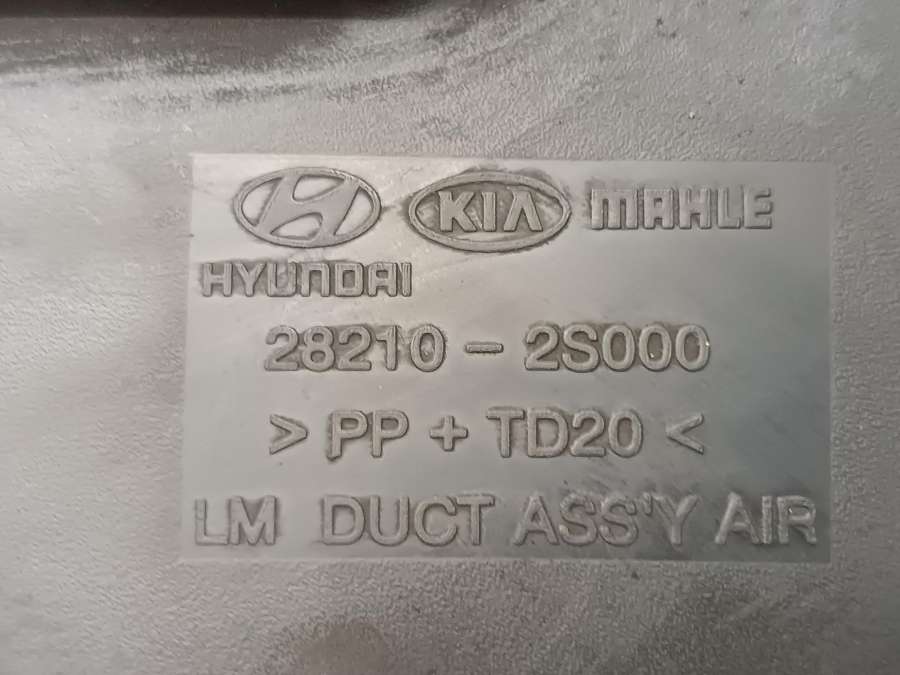 KIA MAHLE
HYUNDAI
28210-2S000
>PP+TD20<
LM DUCT ASS'Y AIR